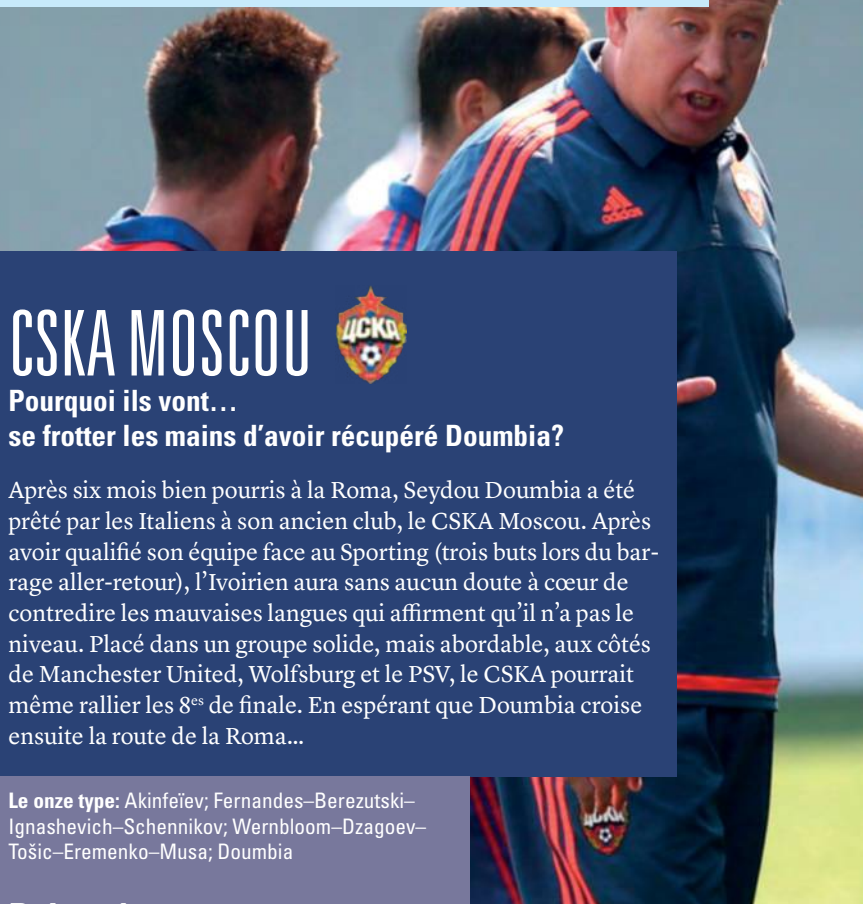 adidas
CSKA MOSCOU
ЦСКА
Pourquoi ils vont…
se frotter les mains d'avoir récupéré Doumbia?
Après six mois bien pourris à la Roma, Seydou Doumbia a été
prêté par les Italiens à son ancien club, le CSKA Moscou. Après
avoir qualifié son équipe face au Sporting (trois buts lors du bar-
rage aller-retour), l'Ivoirien aura sans aucun doute à cœur de
contredire les mauvaises langues qui affirment qu'il n'a pas le
niveau. Placé dans un groupe solide, mais abordable, aux côtés
de Manchester United, Wolfsburg et le PSV, le CSKA pourrait
même rallier les 8es de finale. En espérant que Doumbia croise
ensuite la route de la Roma...
Le onze type: Akinfeïev; Fernandes–Berezutski–
Ignashevich–Schennikov; Wernbloom–Dzagoev–
Tošic–Eremenko–Musa; Doumbia
ЦСКА